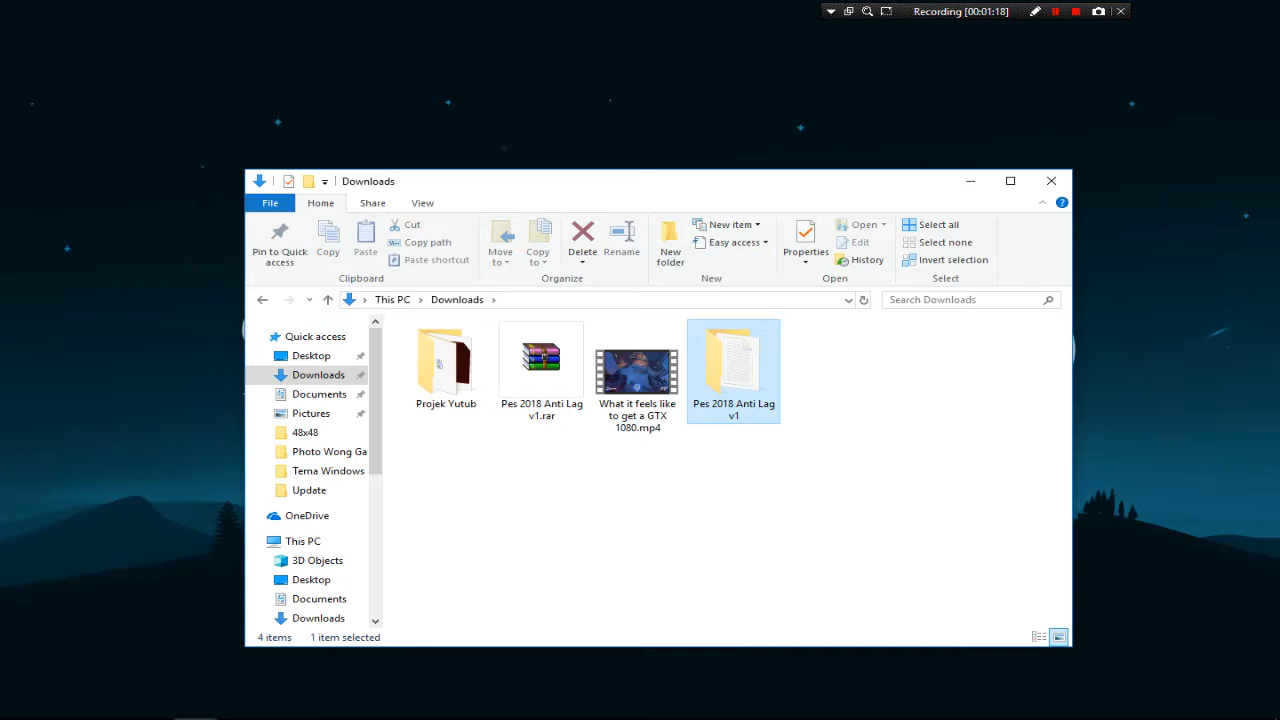 Recording [00:01:18]
Downloads
File
Home
Share
View
Pin to Quick
access
Copy
Paste
Cut
Copy path
Paste shortcut
Clipboard
Move
to
Copy
to
Delete
Rename
Organize
New
folder
New item
Easy access
New
Properties
Open
Edit
History
Open
Select all
Select none
Invert selection
Select
This PC
Downloads
Search Downloads
Quick access
Desktop
Downloads
Documents
Pictures
48x48
Photo Wong Ga
Tema Windows
Update
OneDrive
This PC
3D Objects
Desktop
Documents
Downloads
Projek Yutub
Pes 2018 Anti Lag
v1.rar
What it feels like
to get a GTX
1080.mp4
Pes 2018 Anti Lag
v1
4 items
1 item selected